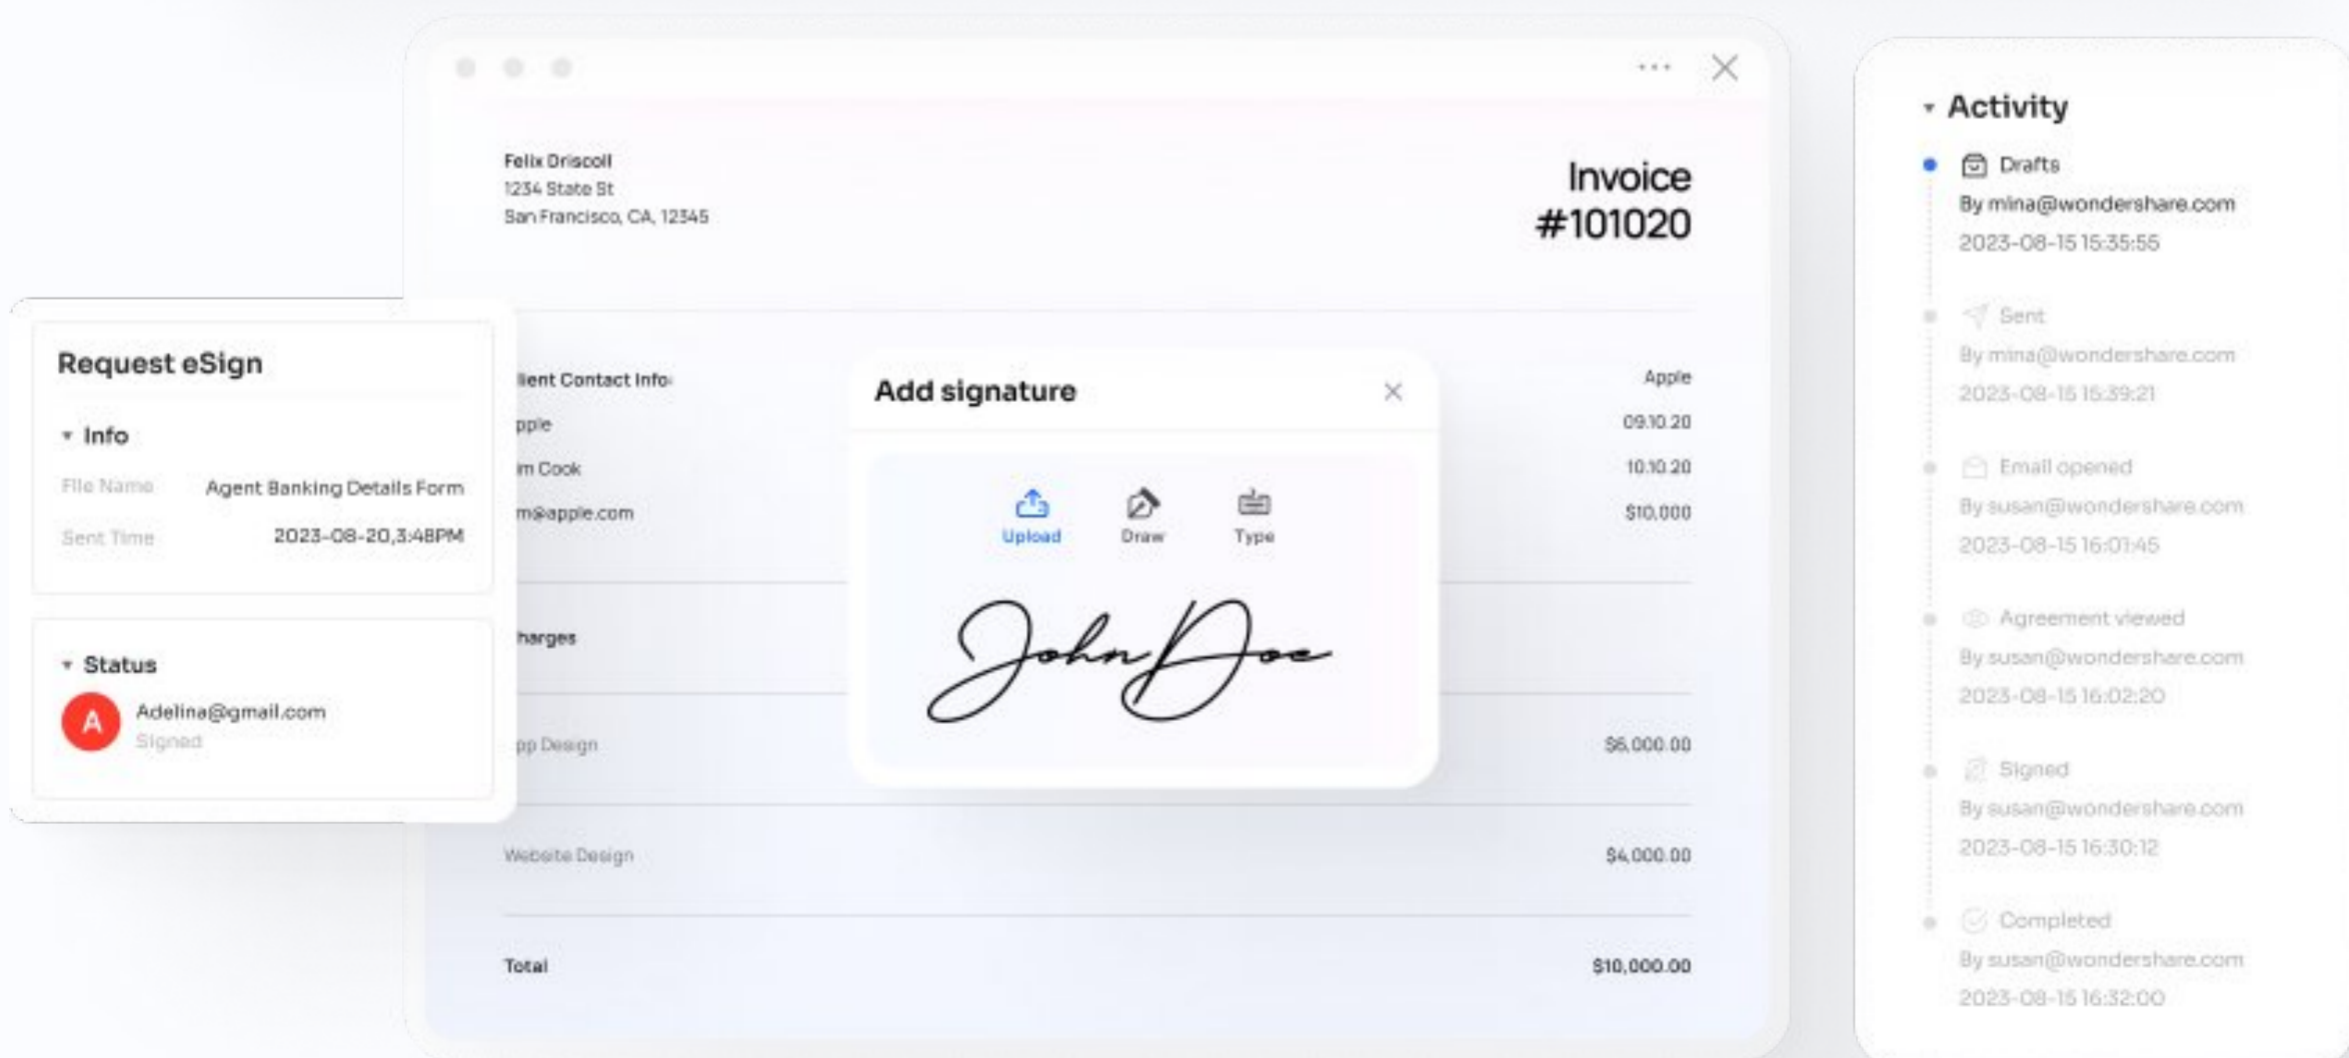 Felix Driscoll
1234 State St
San Francisco, CA, 12345
Invoice
#101020
Request eSign
Info
File Name Agent Banking Details Form
Sent Time 2023-08-20,3:48PM
Status
A
Adelina@gmail.com
Signed
lient Contact Info:
pple
im Cook
m@apple.com
Apple
09.10.20
10.10.20
$10,000
harges
pp Design $6,000.00
Website Design $4,000.00
Total $10,000.00
Add signature
Upload Draw Type
John Doe
Activity
Drafts
By mina@wondershare.com
2023-08-15 15:35:55
Sent
By mina@wondershare.com
2023-08-15 15:39:21
Email opened
By susan@wondershare.com
2023-08-15 16:01:45
Agreement viewed
By susan@wondershare.com
2023-08-15 16:02:20
Signed
By susan@wondershare.com
2023-08-15 16:30:12
Completed
By susan@wondershare.com
2023-08-15 16:32:00